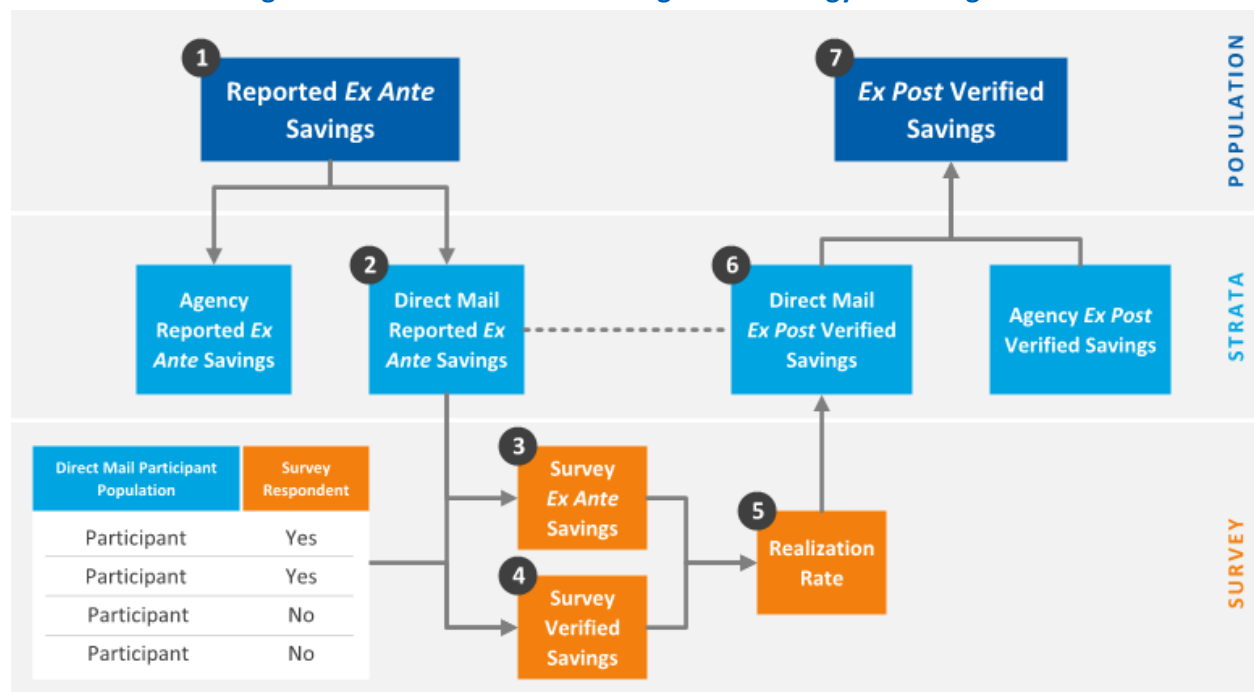 1
Reported Ex Ante
Savings
7
Ex Post Verified
Savings
POPULATION
Agency
Reported Ex
Ante Savings
2
Direct Mail
Reported Ex
Ante Savings
6
Direct Mail
Ex Post Verified
Savings
Agency Ex Post
Verified Savings
STRATA
Direct Mail Participant
Population
Survey
Respondent
Participant Yes
Participant Yes
Participant No
Participant No
3
Survey
Ex Ante
Savings
4
Survey
Verified
Savings
5
Realization
Rate
SURVEY